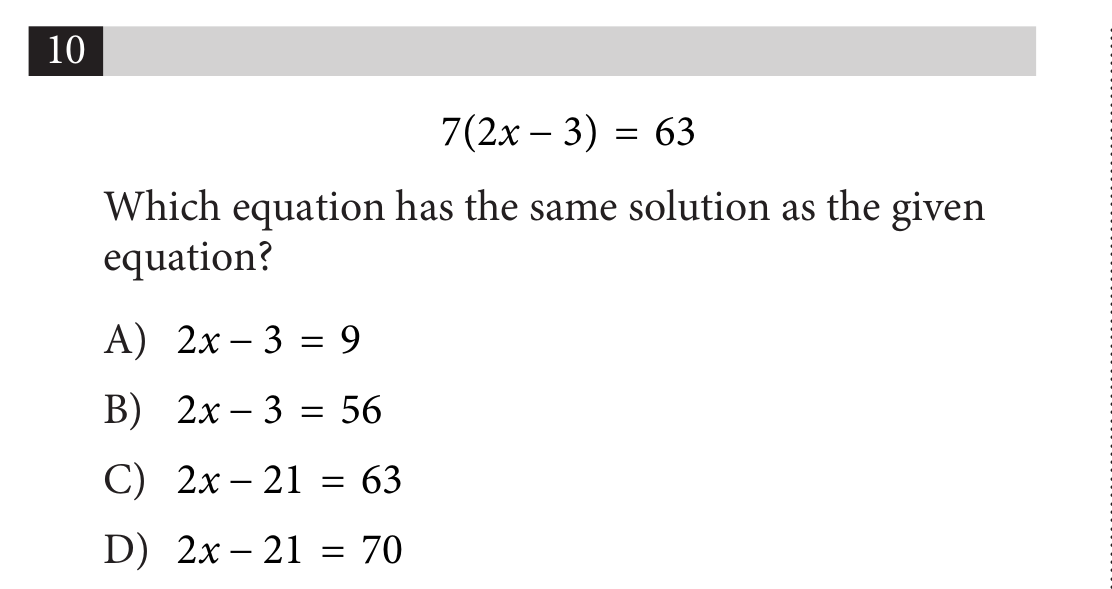 10
7(2x − 3) = 63
Which equation has the same solution as the given
equation?
A) 2x − 3 = 9
B) 2x − 3 = 56
C) 2x − 21 = 63
D) 2x − 21 = 70